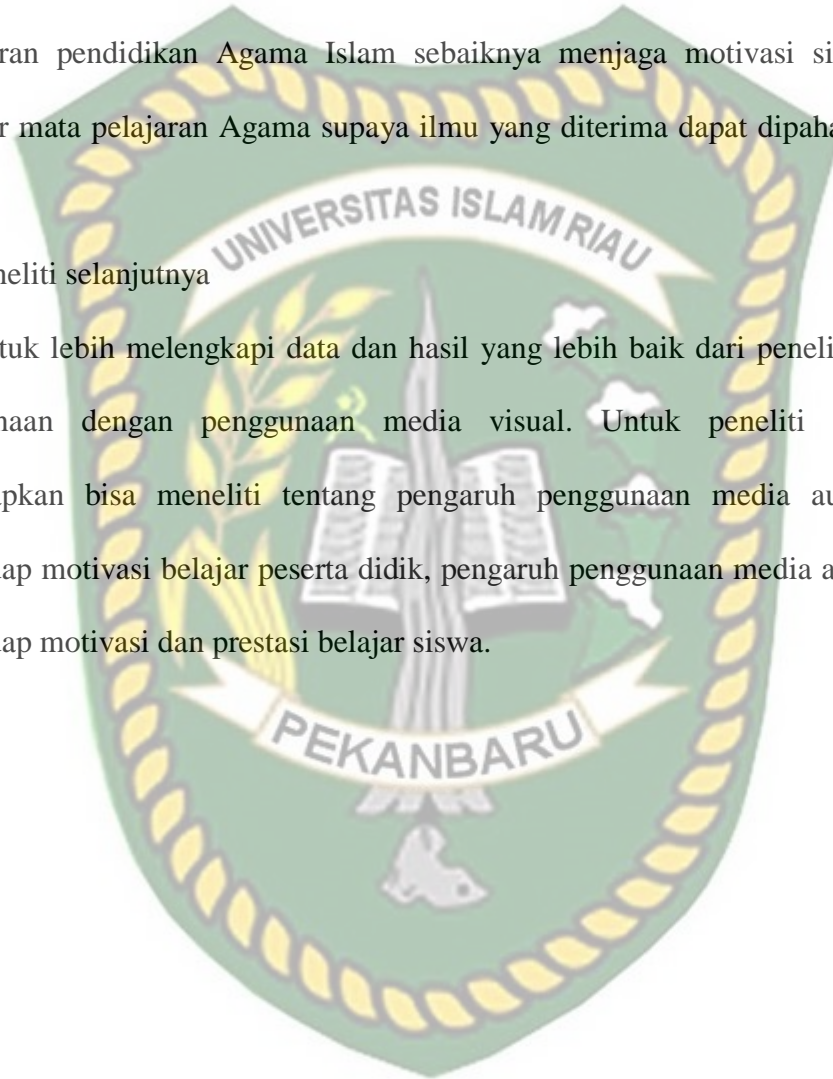 ran pendidikan Agama Islam sebaiknya menjaga motivasi si
r mata pelajaran Agama supaya ilmu yang diterima dapat dipaha
UNIVERSITAS ISLAM RIAU
neliti selanjutnya
tuk lebih melengkapi data dan hasil yang lebih baik dari peneli
naan dengan penggunaan media visual. Untuk peneliti
apkan bisa meneliti tentang pengaruh penggunaan media au
dap motivasi belajar peserta didik, pengaruh penggunaan media a
dap motivasi dan prestasi belajar siswa.
PEKANBARU